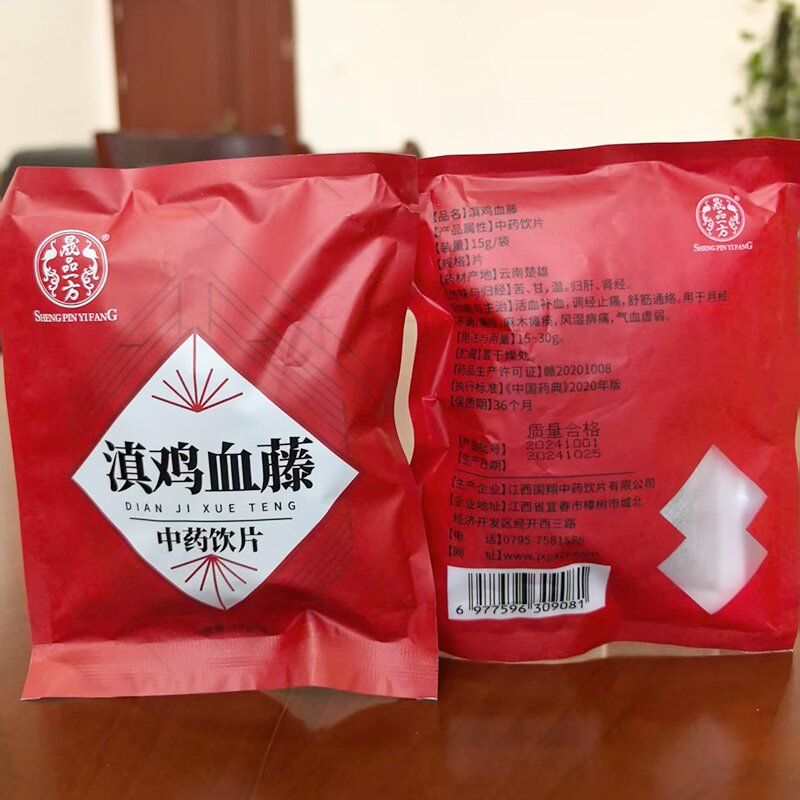 晟品一方
®
SHENG PIN YI FANG
滇鸡血藤
DIAN JI XUE TENG
中药饮片
晟品一方
SHENG PIN YI FANG
【品名】滇鸡血藤
【产品属性】中药饮片
【装量】15g/袋
【规格】片
【药材产地】云南楚雄
【性味与归经】苦、甘，温。归肝、肾经。
【功能与主治】活血补血，调经止痛，舒筋通络。用于月经
不调，痛经，麻木瘫痪，风湿痹痛，气血虚弱。
【用法与用量】15~30g。
【贮藏】置干燥处。
【药品生产许可证】赣20201008
【执行标准】《中国药典》2020年版
【保质期】36个月
质量合格
【产品批号】 20241001
【生产日期】 20241025
【生产企业】江西国翔中药饮片有限公司
【企业地址】江西省宜春市樟树市城北
经济开发区经开西三路
【电 话】0795-7581588
【网 址】www.jxgx
6 977596 309081